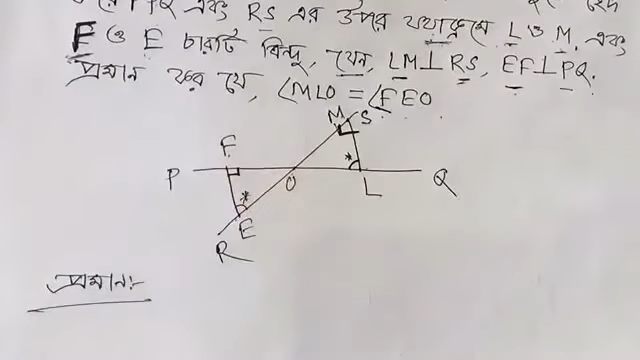 PQ এবং RS এর উপর যথাক্রমে L ও M এবং
F ও E চারটি বিন্দু, যেন, LM⊥RS, EF⊥PQ.
প্রমান কর যে, ∠MLO = ∠FEO
M S
F
P O L Q
E
R
প্রমান:-